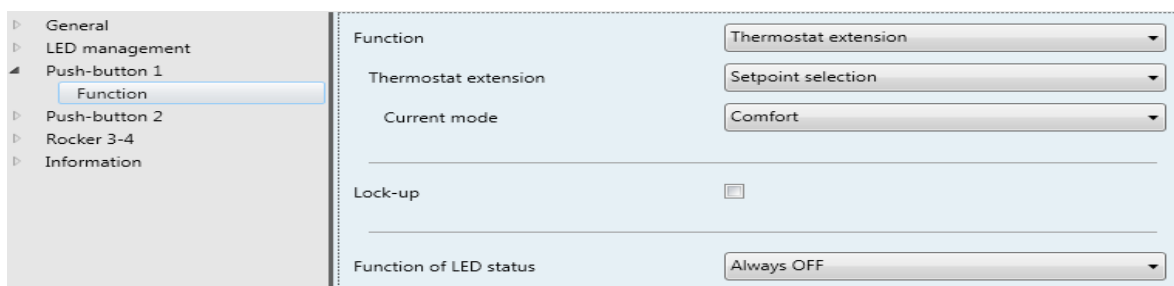 General
LED management
Push-button 1
Function
Push-button 2
Rocker 3-4
Information
Function Thermostat extension
Thermostat extension Setpoint selection
Current mode Comfort
Lock-up
Function of LED status Always OFF